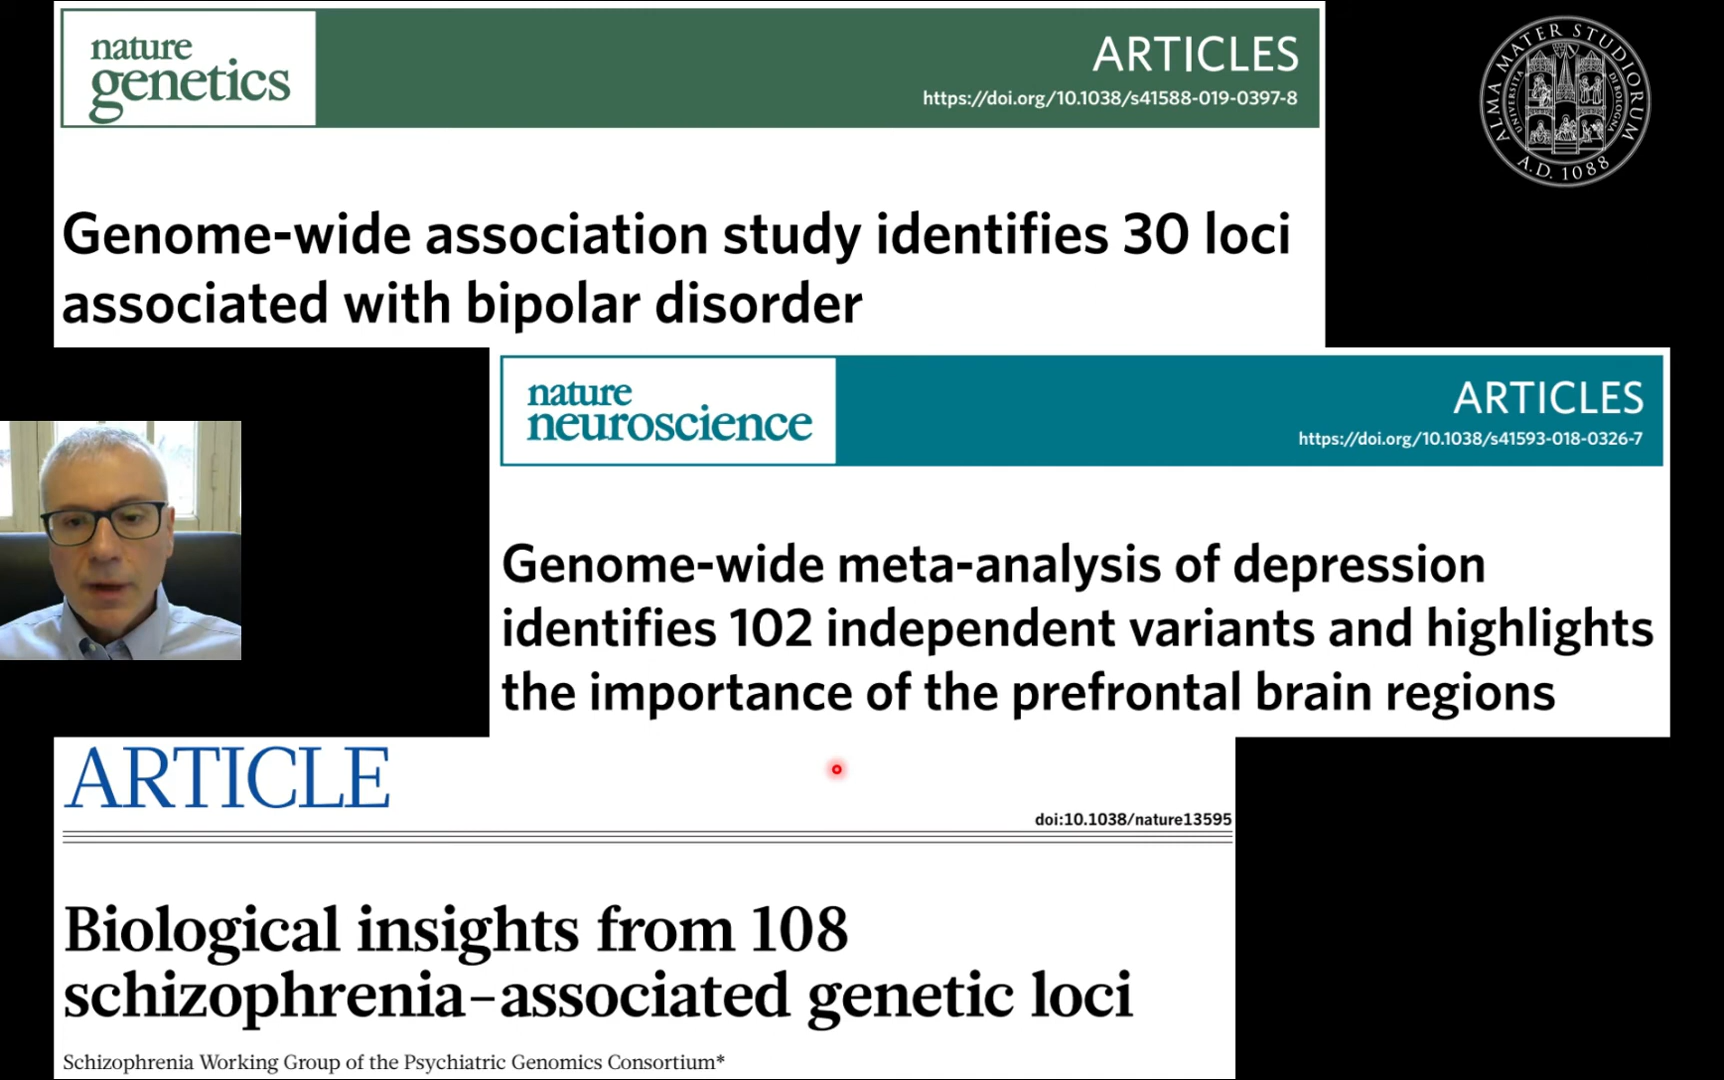 nature
genetics
ARTICLES
https://doi.org/10.1038/s41588-019-0397-8
ALMA MATER STUDIORUM
UNIVERSITA DI BOLOGNA
A.D. 1088
Genome-wide association study identifies 30 loci
associated with bipolar disorder
nature
neuroscience
ARTICLES
https://doi.org/10.1038/s41593-018-0326-7
Genome-wide meta-analysis of depression
identifies 102 independent variants and highlights
the importance of the prefrontal brain regions
ARTICLE
doi:10.1038/nature13595
Biological insights from 108
schizophrenia-associated genetic loci
Schizophrenia Working Group of the Psychiatric Genomics Consortium*